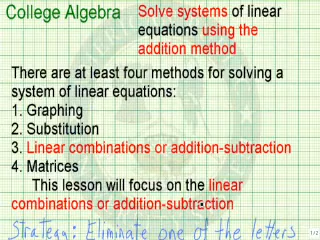 College Algebra
Solve systems of linear
equations using the
addition method
There are at least four methods for solving a
system of linear equations:
1. Graphing
2. Substitution
3. Linear combinations or addition-subtraction
4. Matrices
This lesson will focus on the linear
combinations or addition-subtraction
Strategy: Eliminate one of the letters
1/2